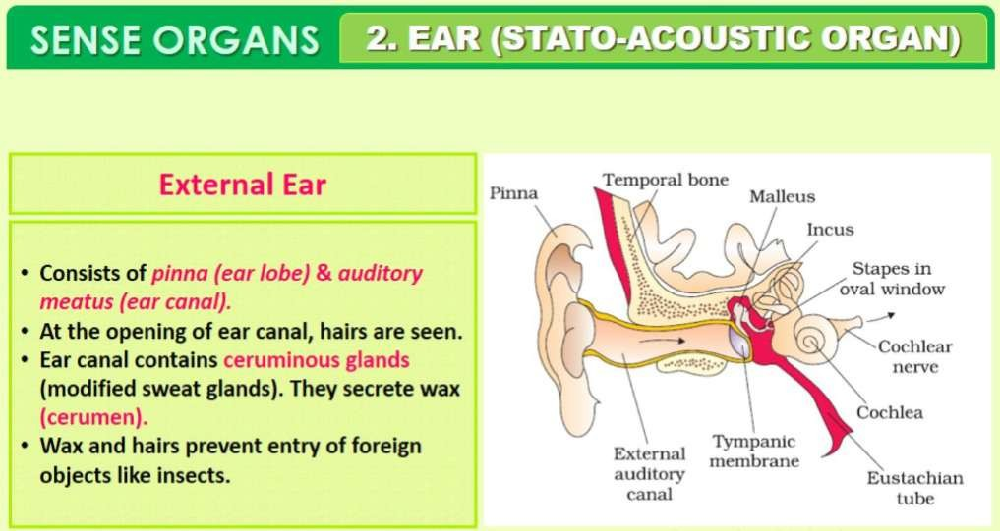 SENSE ORGANS
2. EAR (STATO-ACOUSTIC ORGAN)
External Ear
• Consists of pinna (ear lobe) & auditory
meatus (ear canal).
• At the opening of ear canal, hairs are seen.
• Ear canal contains ceruminous glands
(modified sweat glands). They secrete wax
(cerumen).
• Wax and hairs prevent entry of foreign
objects like insects.
Pinna
Temporal bone
Malleus
Incus
Stapes in
oval window
Cochlear
nerve
Cochlea
Eustachian
tube
Tympanic
membrane
External
auditory
canal